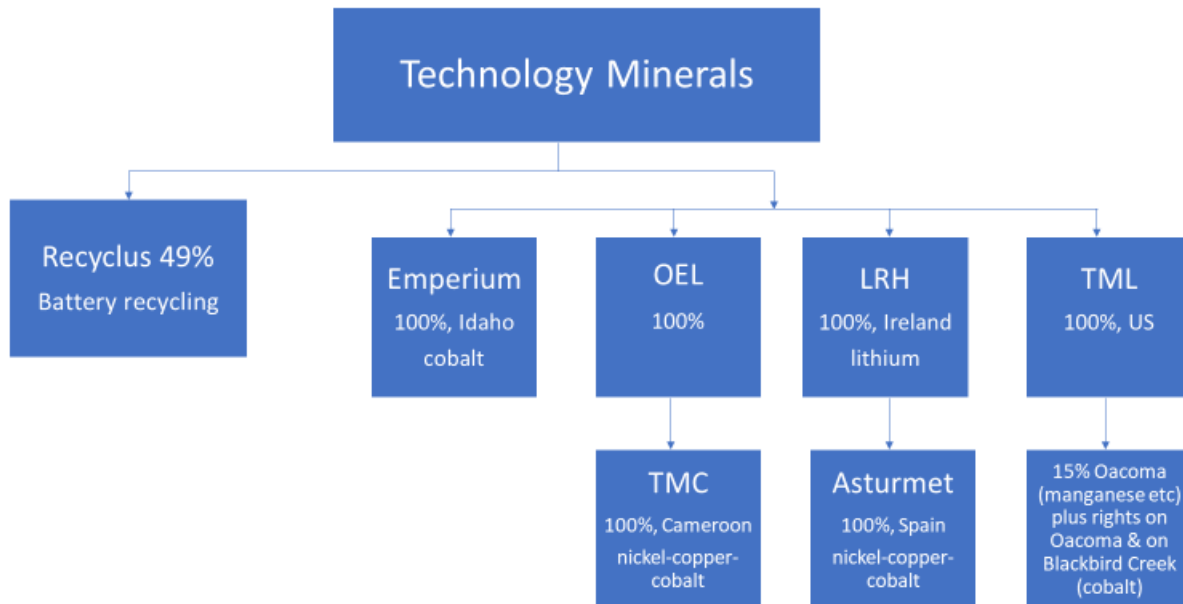 Technology Minerals
Recyclus 49%
Battery recycling
Emperium
100%, Idaho
cobalt
OEL
100%
LRH
100%, Ireland
lithium
TML
100%, US
TMC
100%, Cameroon
nickel-copper-
cobalt
Asturmet
100%, Spain
nickel-copper-
cobalt
15% Oacoma
(manganese etc)
plus rights on
Oacoma & on
Blackbird Creek
(cobalt)